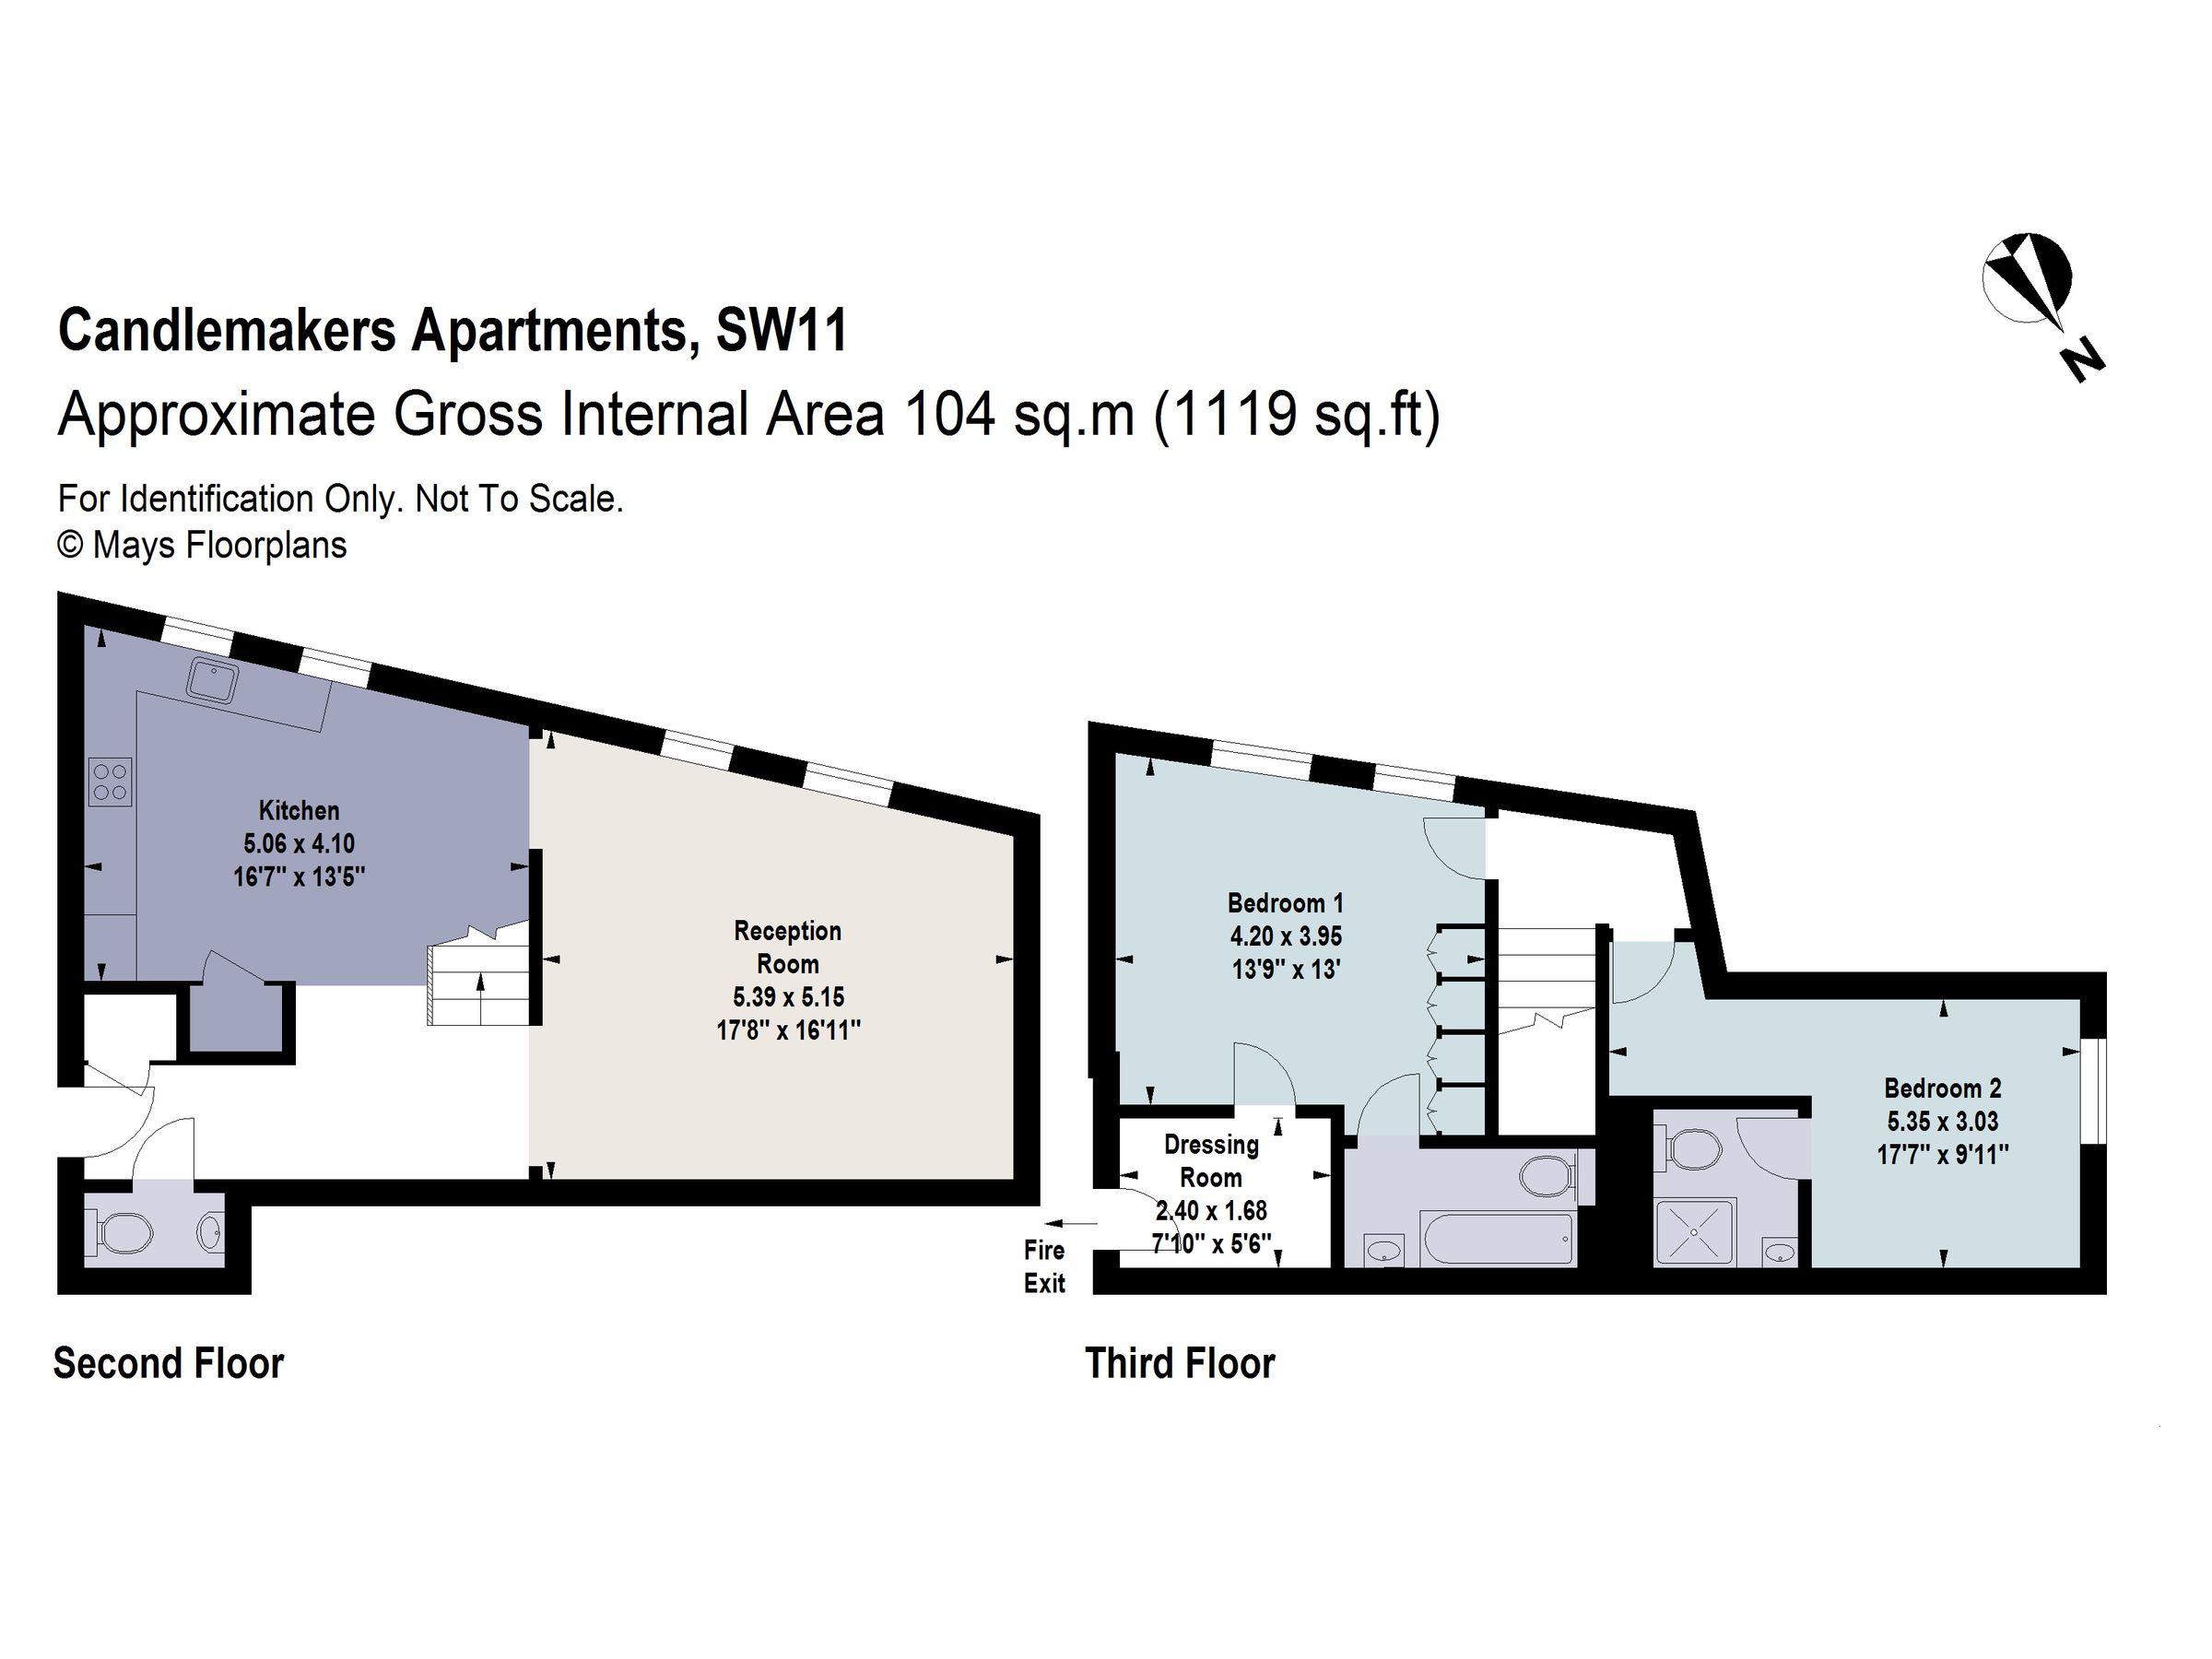 N
Candlemakers Apartments, SW11
Approximate Gross Internal Area 104 sq.m (1119 sq.ft)
For Identification Only. Not To Scale.
© Mays Floorplans
Kitchen
5.06 x 4.10
16'7" x 13'5"
Reception
Room
5.39 x 5.15
17'8" x 16'11"
Second Floor
Bedroom 1
4.20 x 3.95
13'9" x 13'
Dressing
Room
2.40 x 1.68
7'10" x 5'6"
Fire
Exit
Bedroom 2
5.35 x 3.03
17'7" x 9'11"
Third Floor